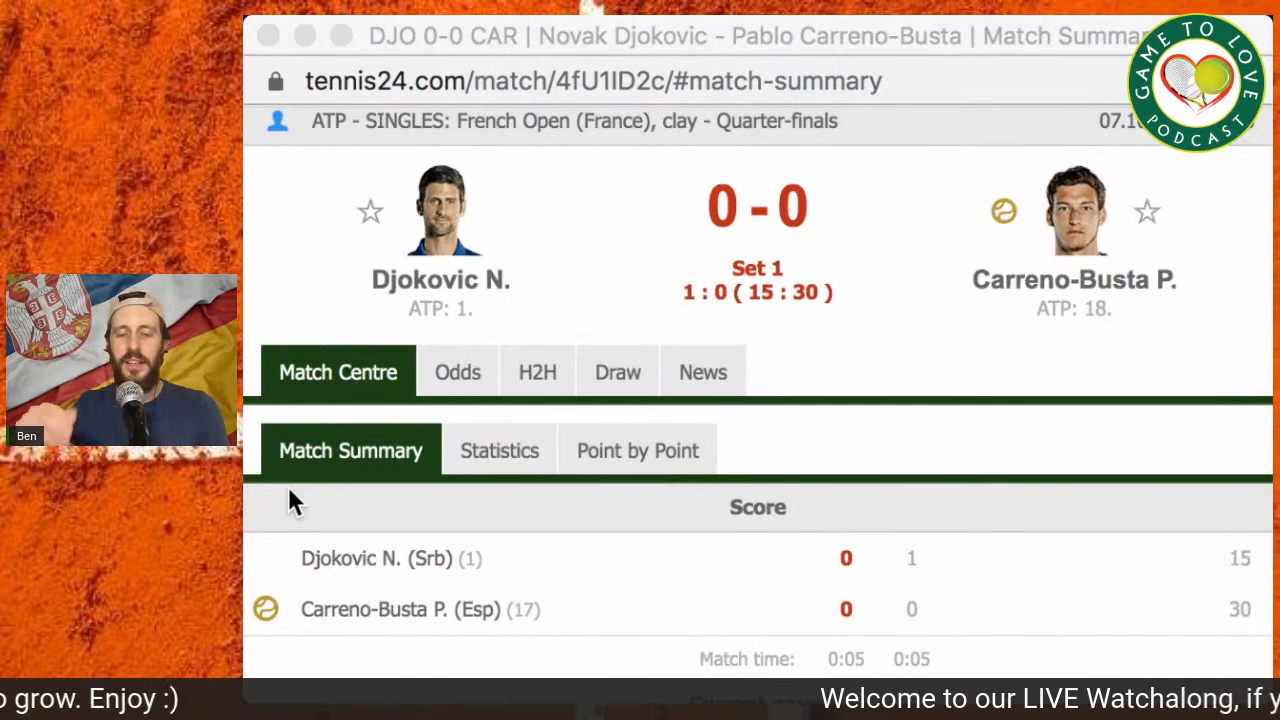 DJO 0-0 CAR | Novak Djokovic - Pablo Carreno-Busta | Match Summar
GAME TO LOVE
PODCAST
tennis24.com/match/4fU1lD2c/#match-summary
ATP - SINGLES: French Open (France), clay - Quarter-finals
07.1
0 - 0
Set 1
1 : 0 ( 15 : 30 )
Djokovic N.
ATP: 1.
Carreno-Busta P.
ATP: 18.
Match Centre
Odds
H2H
Draw
News
Ben
Match Summary
Statistics
Point by Point
Score
Djokovic N. (Srb) (1)
0
1
15
Carreno-Busta P. (Esp) (17)
0
0
30
Match time:
0:05
0:05
o grow. Enjoy :)
Welcome to our LIVE Watchalong, if y